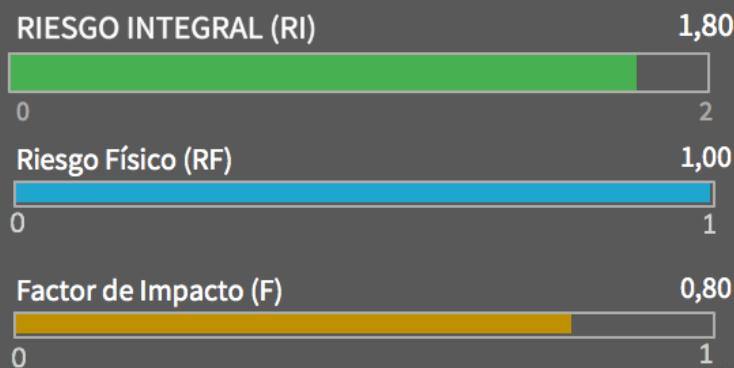 RIESGO INTEGRAL (RI) 1,80
0 2
Riesgo Físico (RF) 1,00
0 1
Factor de Impacto (F) 0,80
0 1